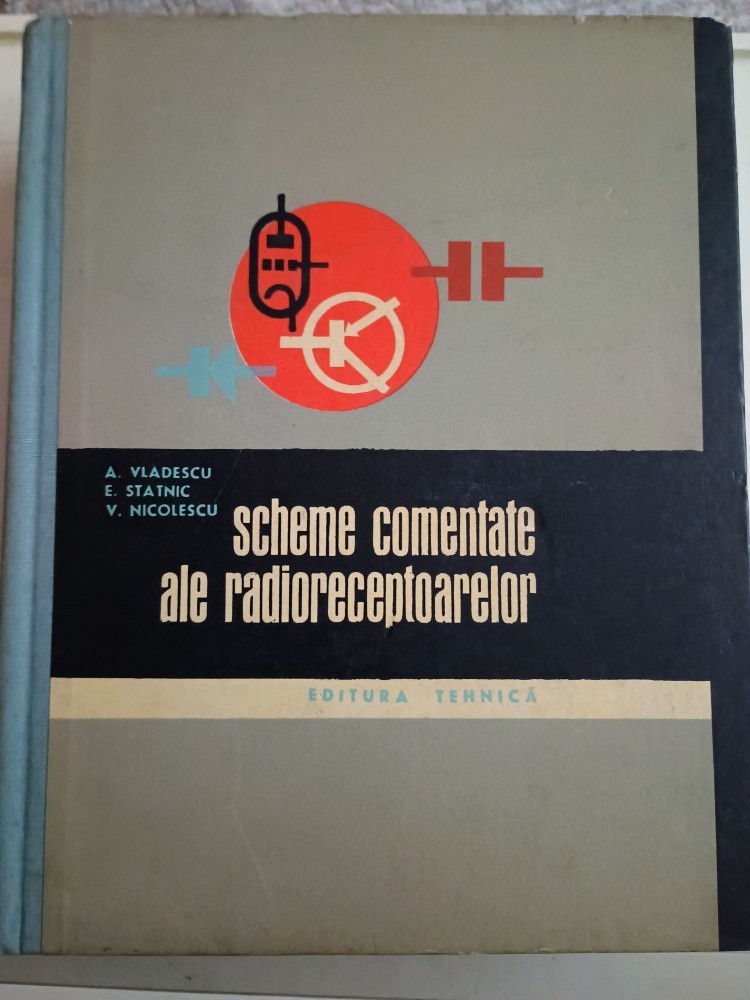 A. VLADESCU
E. STATNIC
V. NICOLESCU
scheme comentate
ale radioreceptoarelor
EDITURA TEHNICĂ